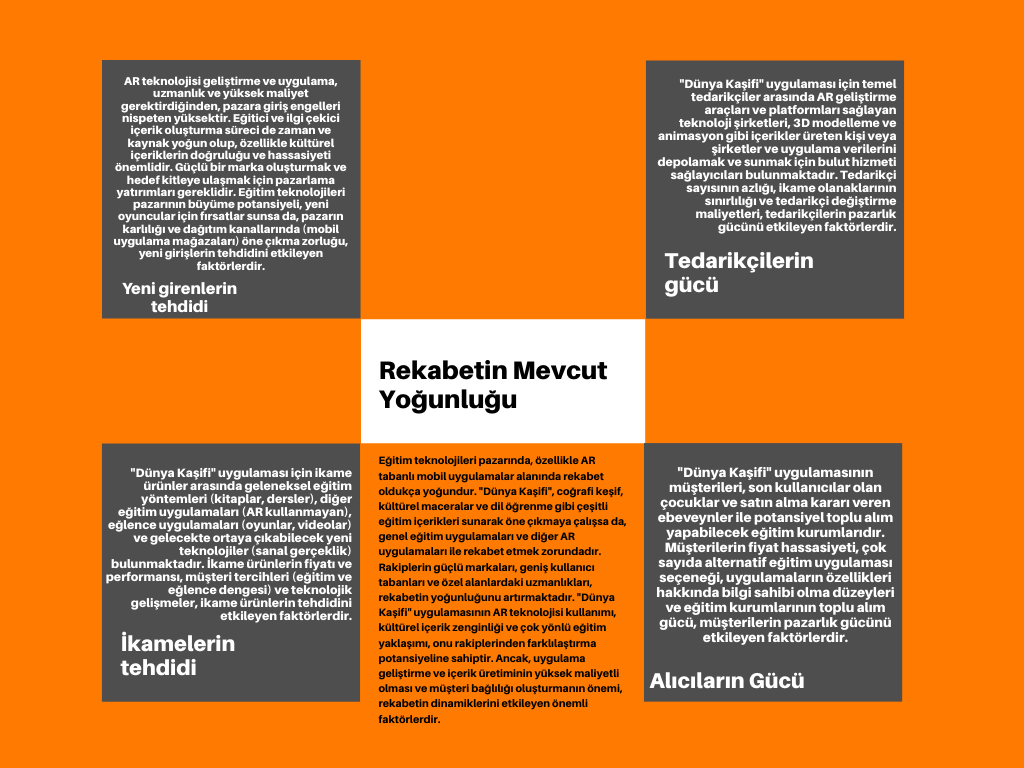 AR teknolojisi geliştirme ve uygulama,
uzmanlık ve yüksek maliyet
gerektirdiğinden, pazara giriş engelleri
nispeten yüksektir. Eğitici ve ilgi çekici
içerik oluşturma süreci de zaman ve
kaynak yoğun olup, özellikle kültürel
içeriklerin doğruluğu ve hassasiyeti
önemlidir. Güçlü bir marka oluşturmak ve
hedef kitleye ulaşmak için pazarlama
yatırımları gereklidir. Eğitim teknolojileri
pazarının büyüme potansiyeli, yeni
oyuncular için fırsatlar sunsa da, pazarın
karlılığı ve dağıtım kanallarında (mobil
uygulama mağazaları) öne çıkma zorluğu,
yeni girişlerin tehdidini etkileyen
faktörlerdir.
Yeni girenlerin
tehdidi
"Dünya Kaşifi" uygulaması için temel
tedarikçiler arasında AR geliştirme
araçları ve platformları sağlayan
teknoloji şirketleri, 3D modelleme ve
animasyon gibi içerikler üreten kişi veya
şirketler ve uygulama verilerini
depolamak ve sunmak için bulut hizmeti
sağlayıcıları bulunmaktadır. Tedarikçi
sayısının azlığı, ikame olanaklarının
sınırlılığı ve tedarikçi değiştirme
maliyetleri, tedarikçilerin pazarlık
gücünü etkileyen faktörlerdir.
Tedarikçilerin
gücü
Rekabetin Mevcut
Yoğunluğu
"Dünya Kaşifi" uygulaması için ikame
ürünler arasında geleneksel eğitim
yöntemleri (kitaplar, dersler), diğer
eğitim uygulamaları (AR kullanmayan),
eğlence uygulamaları (oyunlar, videolar)
ve gelecekte ortaya çıkabilecek yeni
teknolojiler (sanal gerçeklik)
bulunmaktadır. İkame ürünlerin fiyatı ve
performansı, müşteri tercihleri (eğitim ve
eğlence dengesi) ve teknolojik
gelişmeler, ikame ürünlerin tehdidini
etkileyen faktörlerdir.
İkamelerin
tehdidi
Eğitim teknolojileri pazarında, özellikle AR
tabanlı mobil uygulamalar alanında rekabet
oldukça yoğundur. "Dünya Kaşifi", coğrafi keşif,
kültürel maceralar ve dil öğrenme gibi çeşitli
eğitim içerikleri sunarak öne çıkmaya çalışsa da,
genel eğitim uygulamaları ve diğer AR
uygulamaları ile rekabet etmek zorundadır.
Rakiplerin güçlü markaları, geniş kullanıcı
tabanları ve özel alanlardaki uzmanlıkları,
rekabetin yoğunluğunu artırmaktadır. "Dünya
Kaşifi" uygulamasının AR teknolojisi kullanımı,
kültürel içerik zenginliği ve çok yönlü eğitim
yaklaşımı, onu rakiplerinden farklılaştırma
potansiyeline sahiptir. Ancak, uygulama
geliştirme ve içerik üretiminin yüksek maliyetli
olması ve müşteri bağlılığı oluşturmanın önemi,
rekabetin dinamiklerini etkileyen önemli
faktörlerdir.
"Dünya Kaşifi" uygulamasının
müşterileri, son kullanıcılar olan
çocuklar ve satın alma kararı veren
ebeveynler ile potansiyel toplu alım
yapabilecek eğitim kurumlarıdır.
Müşterilerin fiyat hassasiyeti, çok
sayıda alternatif eğitim uygulaması
seçeneği, uygulamaların özellikleri
hakkında bilgi sahibi olma düzeyleri
ve eğitim kurumlarının toplu alım
gücü, müşterilerin pazarlık gücünü
etkileyen faktörlerdir.
Alıcıların Gücü